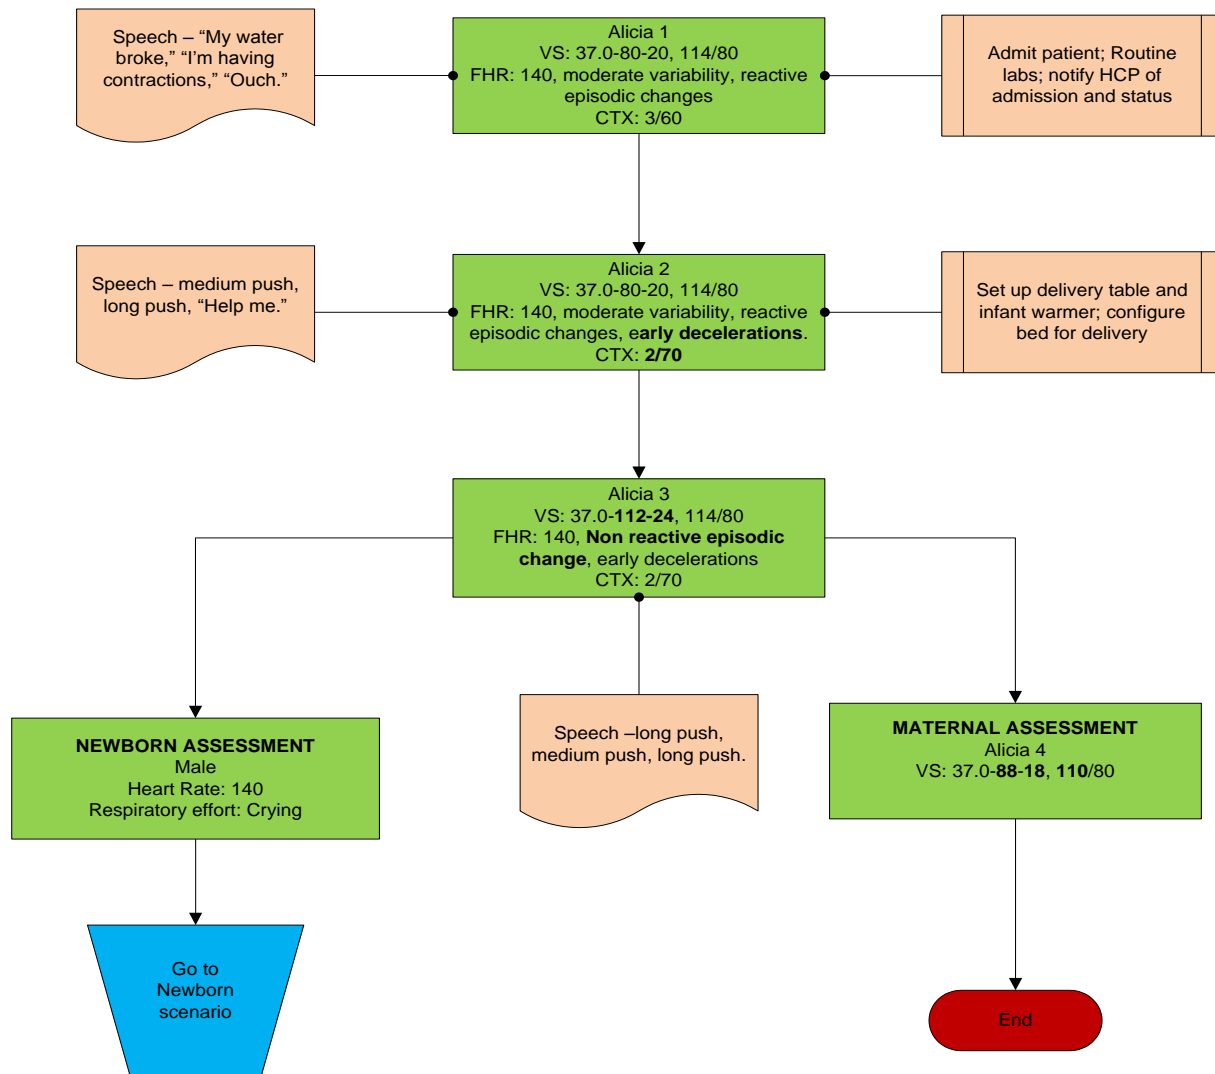 Speech – “My water
broke,” “I’m having
contractions,” “Ouch.”
Alicia 1
VS: 37.0-80-20, 114/80
FHR: 140, moderate variability, reactive
episodic changes
CTX: 3/60
Admit patient; Routine
labs; notify HCP of
admission and status
Speech – medium push,
long push, “Help me.”
Alicia 2
VS: 37.0-80-20, 114/80
FHR: 140, moderate variability, reactive
episodic changes, early decelerations.
CTX: 2/70
Set up delivery table and
infant warmer; configure
bed for delivery
Alicia 3
VS: 37.0-112-24, 114/80
FHR: 140, Non reactive episodic
change, early decelerations
CTX: 2/70
NEWBORN ASSESSMENT
Male
Heart Rate: 140
Respiratory effort: Crying
Speech –long push,
medium push, long push.
MATERNAL ASSESSMENT
Alicia 4
VS: 37.0-88-18, 110/80
Go to
Newborn
scenario
End